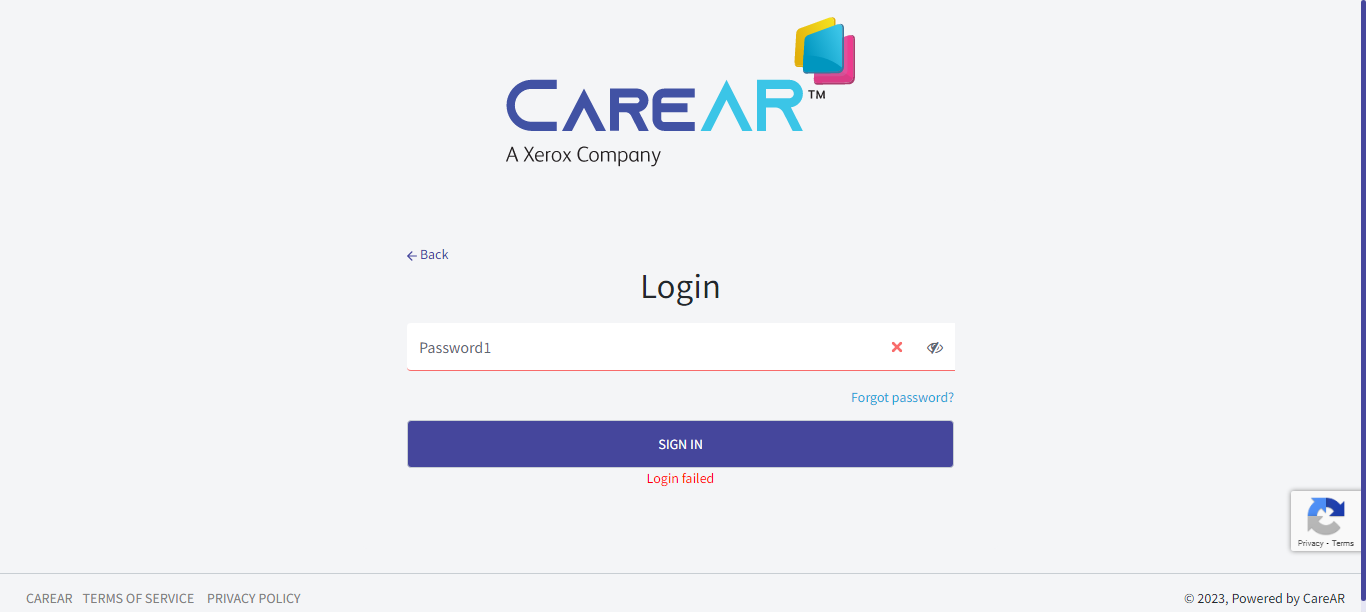 CAREAR™
A Xerox Company
Back
Login
Password1
Forgot password?
SIGN IN
Login failed
Privacy - Terms
CAREAR TERMS OF SERVICE PRIVACY POLICY © 2023, Powered by CareAR